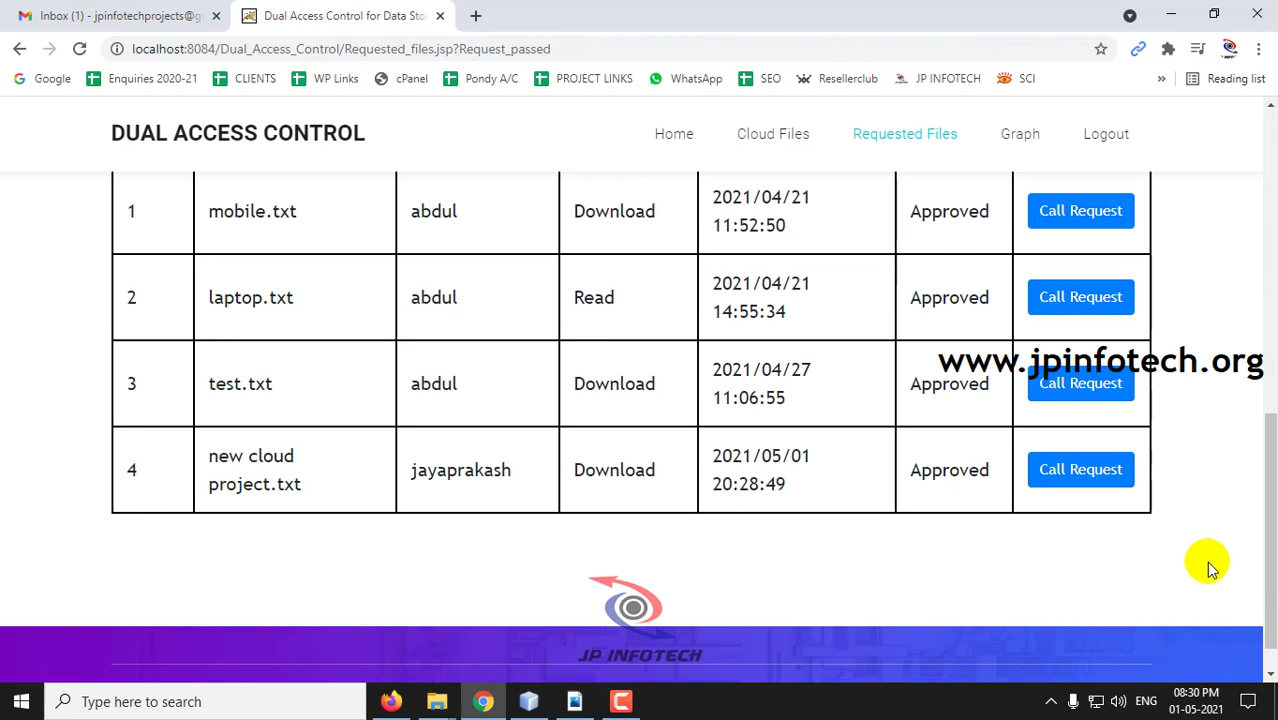 Inbox (1) - jpinfotechprojects@g
Dual Access Control for Data Sto
localhost:8084/Dual_Access_Control/Requested_files.jsp?Request_passed
Google Enquiries 2020-21 CLIENTS WP Links cPanel Pondy A/C PROJECT LINKS WhatsApp SEO Resellerclub JP INFOTECH SCI » Reading list
DUAL ACCESS CONTROL Home Cloud Files Requested Files Graph Logout
1 mobile.txt abdul Download 2021/04/21 11:52:50 Approved Call Request
2 laptop.txt abdul Read 2021/04/21 14:55:34 Approved Call Request
www.jpinfotech.org
3 test.txt abdul Download 2021/04/27 11:06:55 Approved Call Request
4 new cloud project.txt jayaprakash Download 2021/05/01 20:28:49 Approved Call Request
JP INFOTECH
Type here to search
ENG
08:30 PM
01-05-2021